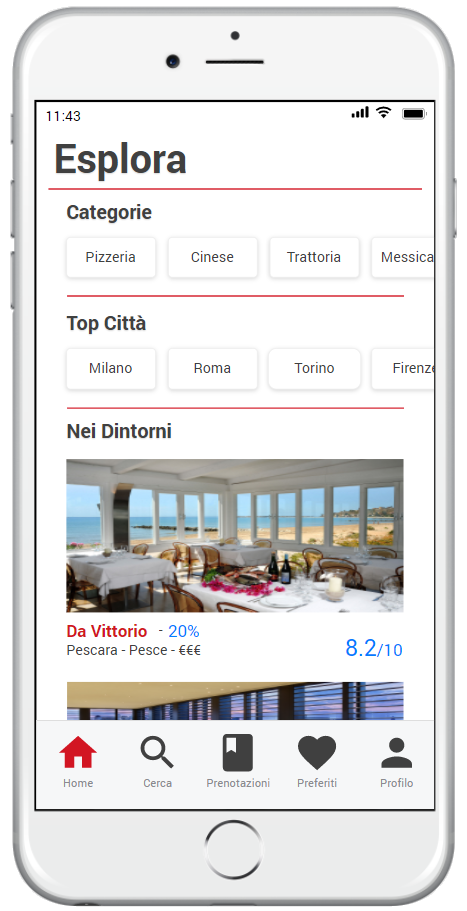 11:43
Esplora
Categorie
Pizzeria Cinese Trattoria Messica
Top Città
Milano Roma Torino Firenze
Nei Dintorni
Da Vittorio - 20%
Pescara - Pesce - €€€ 8.2/10
Home Cerca Prenotazioni Preferiti Profilo